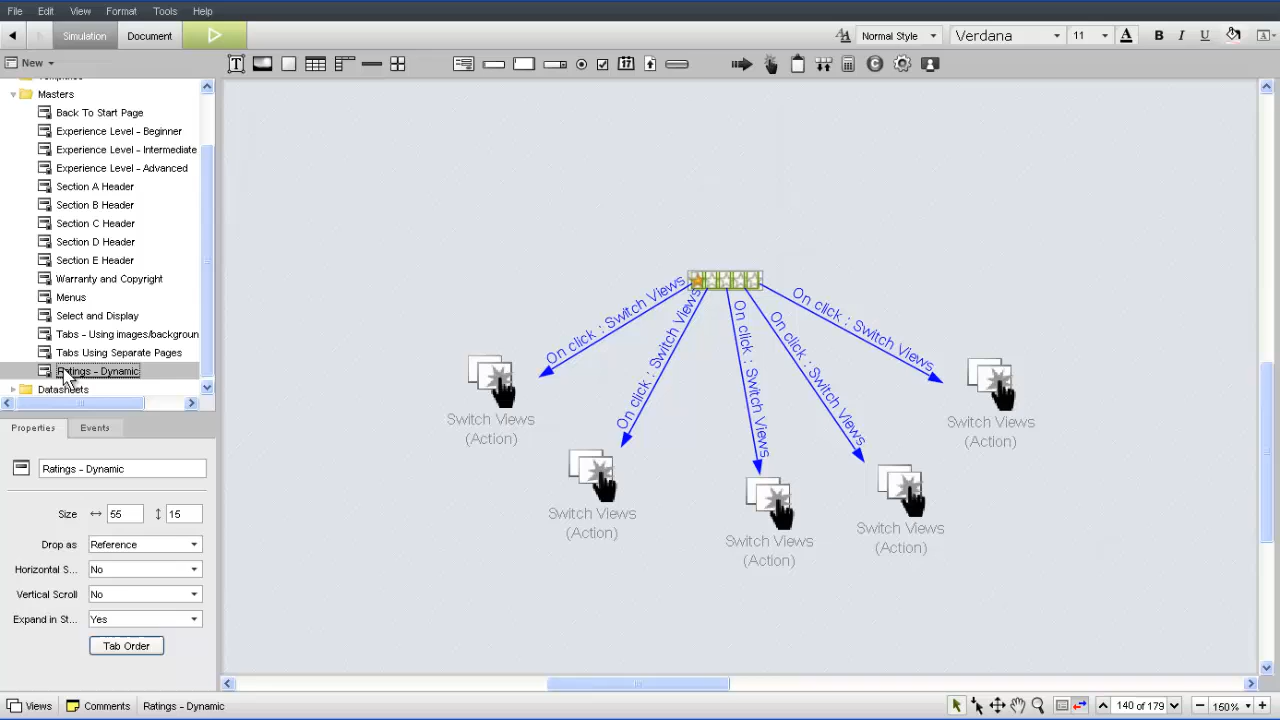 File Edit View Format Tools Help
Simulation Document Normal Style Verdana 11 B I U
New
Masters
Back To Start Page
Experience Level - Beginner
Experience Level - Intermediate
Experience Level - Advanced
Section A Header
Section B Header
Section C Header
Section D Header
Section E Header
Warranty and Copyright
Menus
Select and Display
Tabs - Using images/backgroun
Tabs Using Separate Pages
Ratings - Dynamic
Datasheets
On click : Switch Views
On click : Switch Views
On click : Switch Views
On click : Switch Views
On click : Switch Views
Switch Views
(Action)
Switch Views
(Action)
Switch Views
(Action)
Switch Views
(Action)
Switch Views
(Action)
Properties Events
Ratings - Dynamic
Size 55 15
Drop as Reference
Horizontal S... No
Vertical Scroll No
Expand in St... Yes
Tab Order
Views Comments Ratings - Dynamic 140 of 179 150%